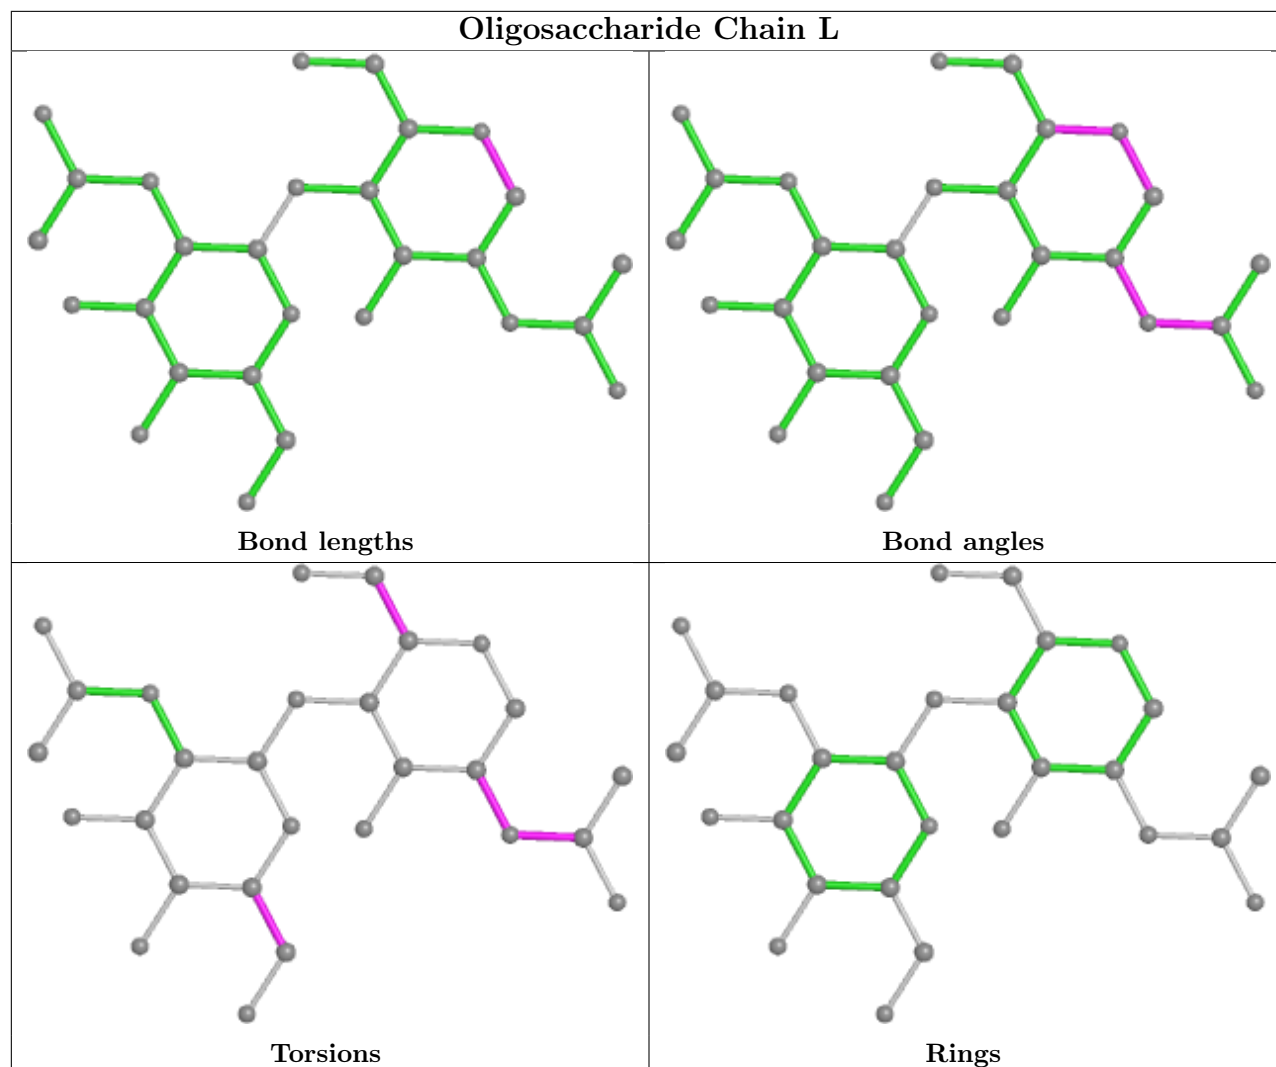 Oligosaccharide Chain L
Bond lengths
Bond angles
Torsions
Rings